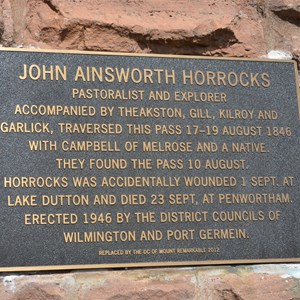 JOHN AINSWORTH HORROCKS
PASTORALIST AND EXPLORER
ACCOMPANIED BY THEAKSTON, GILL, KILROY AND
GARLICK, TRAVERSED THIS PASS 17-19 AUGUST 1846
WITH CAMPBELL OF MELROSE AND A NATIVE.
THEY FOUND THE PASS 10 AUGUST.
HORROCKS WAS ACCIDENTALLY WOUNDED 1 SEPT. AT
LAKE DUTTON AND DIED 23 SEPT, AT PENWORTHAM.
ERECTED 1946 BY THE DISTRICT COUNCILS OF
WILMINGTON AND PORT GERMEIN.
REPLACED BY THE DC OF MOUNT REMARKABLE 2012